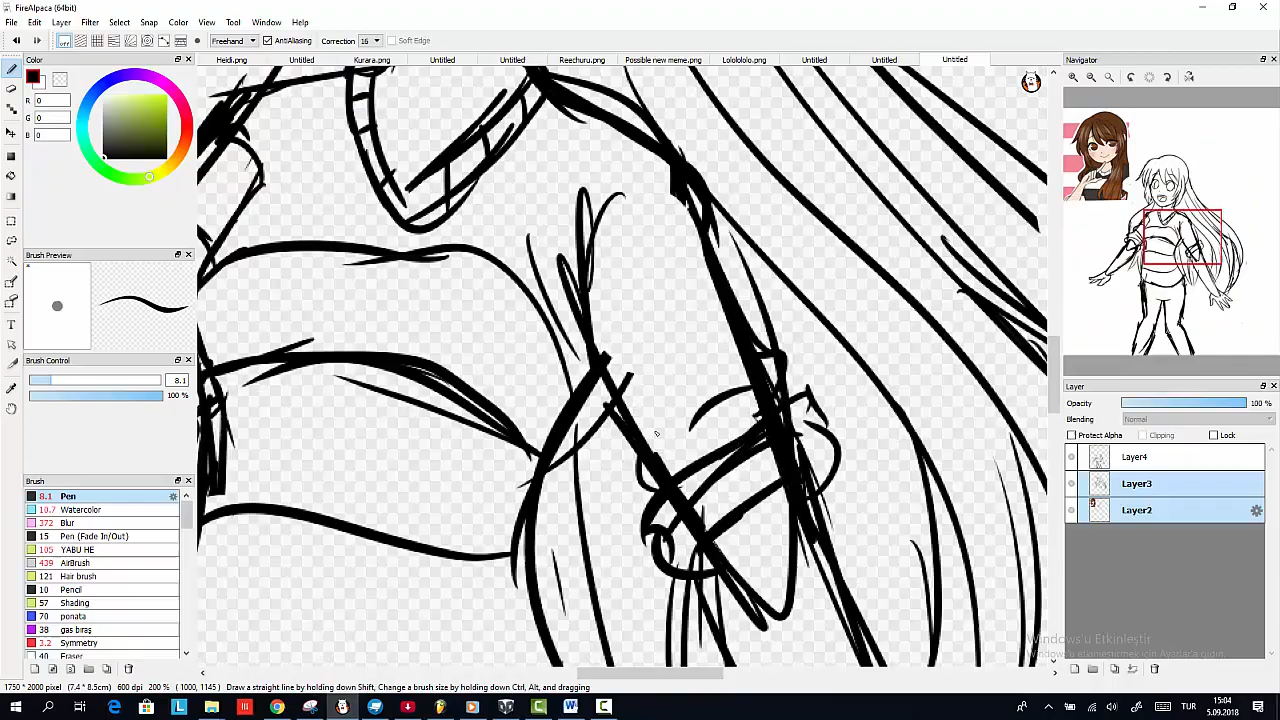 FireAlpaca (64bit)
File Edit Layer Filter Select Snap Color View Tool Window Help
OFF Freehand AntiAliasing Correction 16 Soft Edge
Color
Heidi.png Untitled Kurara.png Untitled Untitled Reechuru.png Possible new meme.png Lolololo.png Untitled Untitled Untitled
Navigator
R 0
G 0
B 0
Brush Preview
Brush Control
8.1
100 %
Layer
Opacity 100 %
Blending Normal
Protect Alpha Clipping Lock
Layer4
Layer3
Layer2
Brush
8.1 Pen
10.7 Watercolor
372 Blur
15 Pen (Fade In/Out)
105 YABU HE
439 AirBrush
121 Hair brush
10 Pencil
57 Shading
70 ponata
38 gas biraş
3.2 Symmetry
40 Eraser
Windows'u Etkinleştir
Windows'u etkinleştirmek için Ayarlar'a gidin.
1750 * 2000 pixel (7.4 * 8.5cm) 600 dpi 200 % ( 1000, 1145 ) Draw a straight line by holding down Shift, Change a brush size by holding down Ctrl, Alt, and dragging
TUR
15:04
5.09.2018